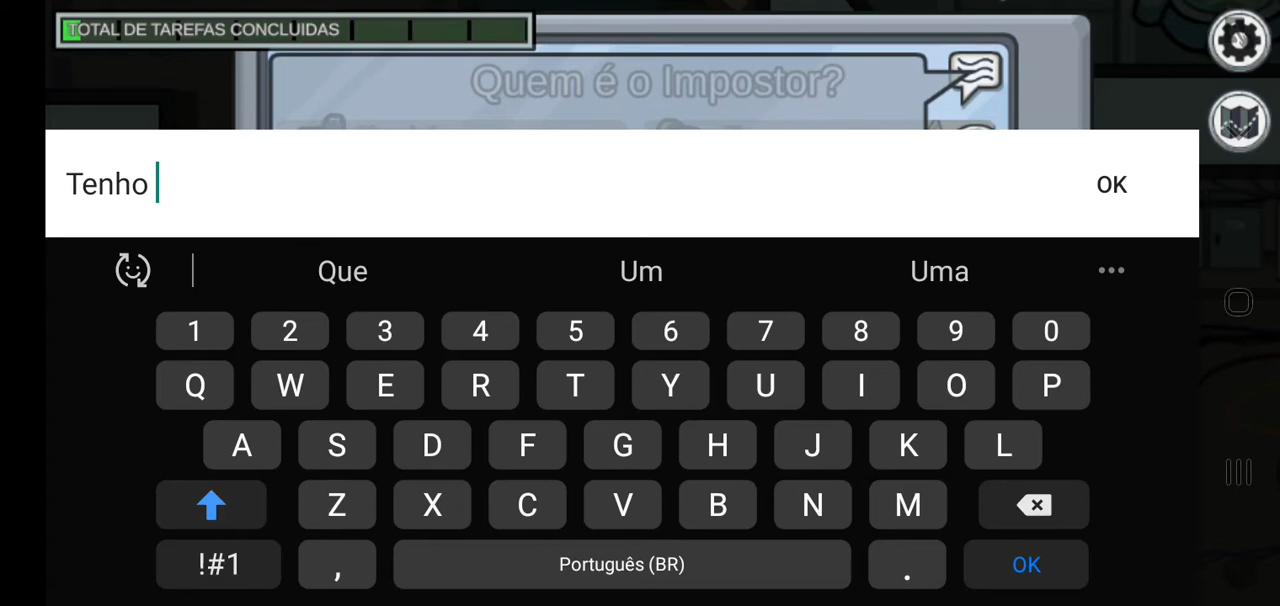 TOTAL DE TAREFAS CONCLUIDAS
Quem é o Impostor?
Tenho
OK
Que Um Uma
1 2 3 4 5 6 7 8 9 0
Q W E R T Y U I O P
A S D F G H J K L
Z X C V B N M
!#1 , Português (BR) . OK